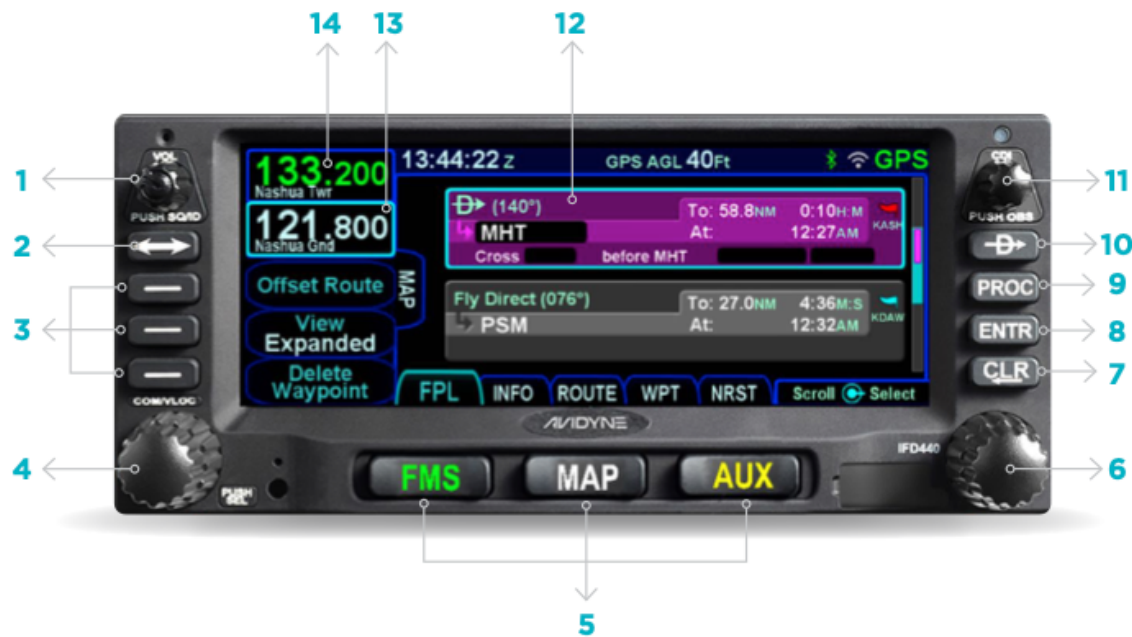 14
13
12
1
2
3
4
5
6
7
8
9
10
11
VOL
PUSH SQ/ID
133.200
Nashua Twr
121.800
Nashua Gnd
13:44:22 Z
GPS AGL 40Ft
GPS
CDI
PUSH OBS
(140°)
MHT
To: 58.8NM 0:10H:M
At: 12:27AM
KASH
Cross before MHT
MAP
Offset Route
View
Expanded
Delete
Waypoint
Fly Direct (076°)
PSM
To: 27.0NM 4:36M:S
At: 12:32AM
KDAW
FPL INFO ROUTE WPT NRST Scroll Select
D
PROC
ENTR
CLR
COM/VLOC
AVIDYNE
IFD440
PUSH
SEL
FMS MAP AUX